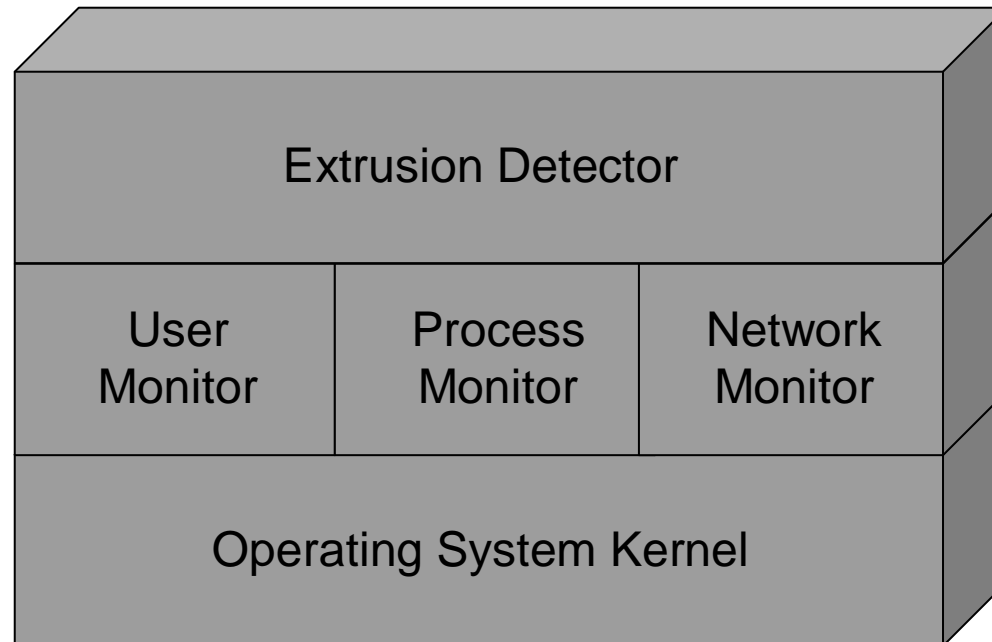 Extrusion Detector
User
Monitor
Process
Monitor
Network
Monitor
Operating System Kernel